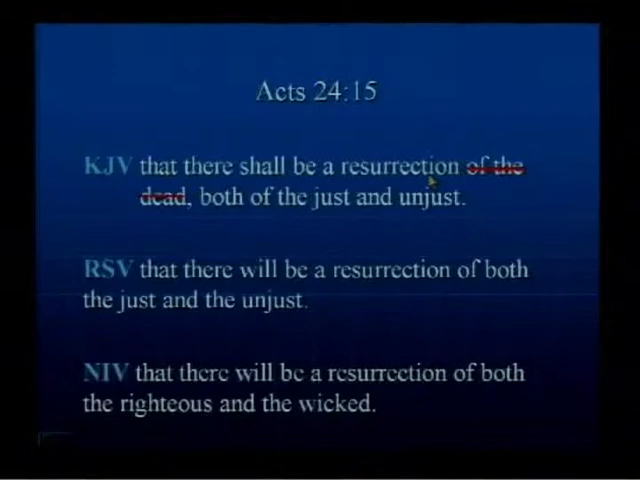 Acts 24:15
KJV that there shall be a resurrection of the
dead, both of the just and unjust.
RSV that there will be a resurrection of both
the just and the unjust.
NIV that there will be a resurrection of both
the righteous and the wicked.